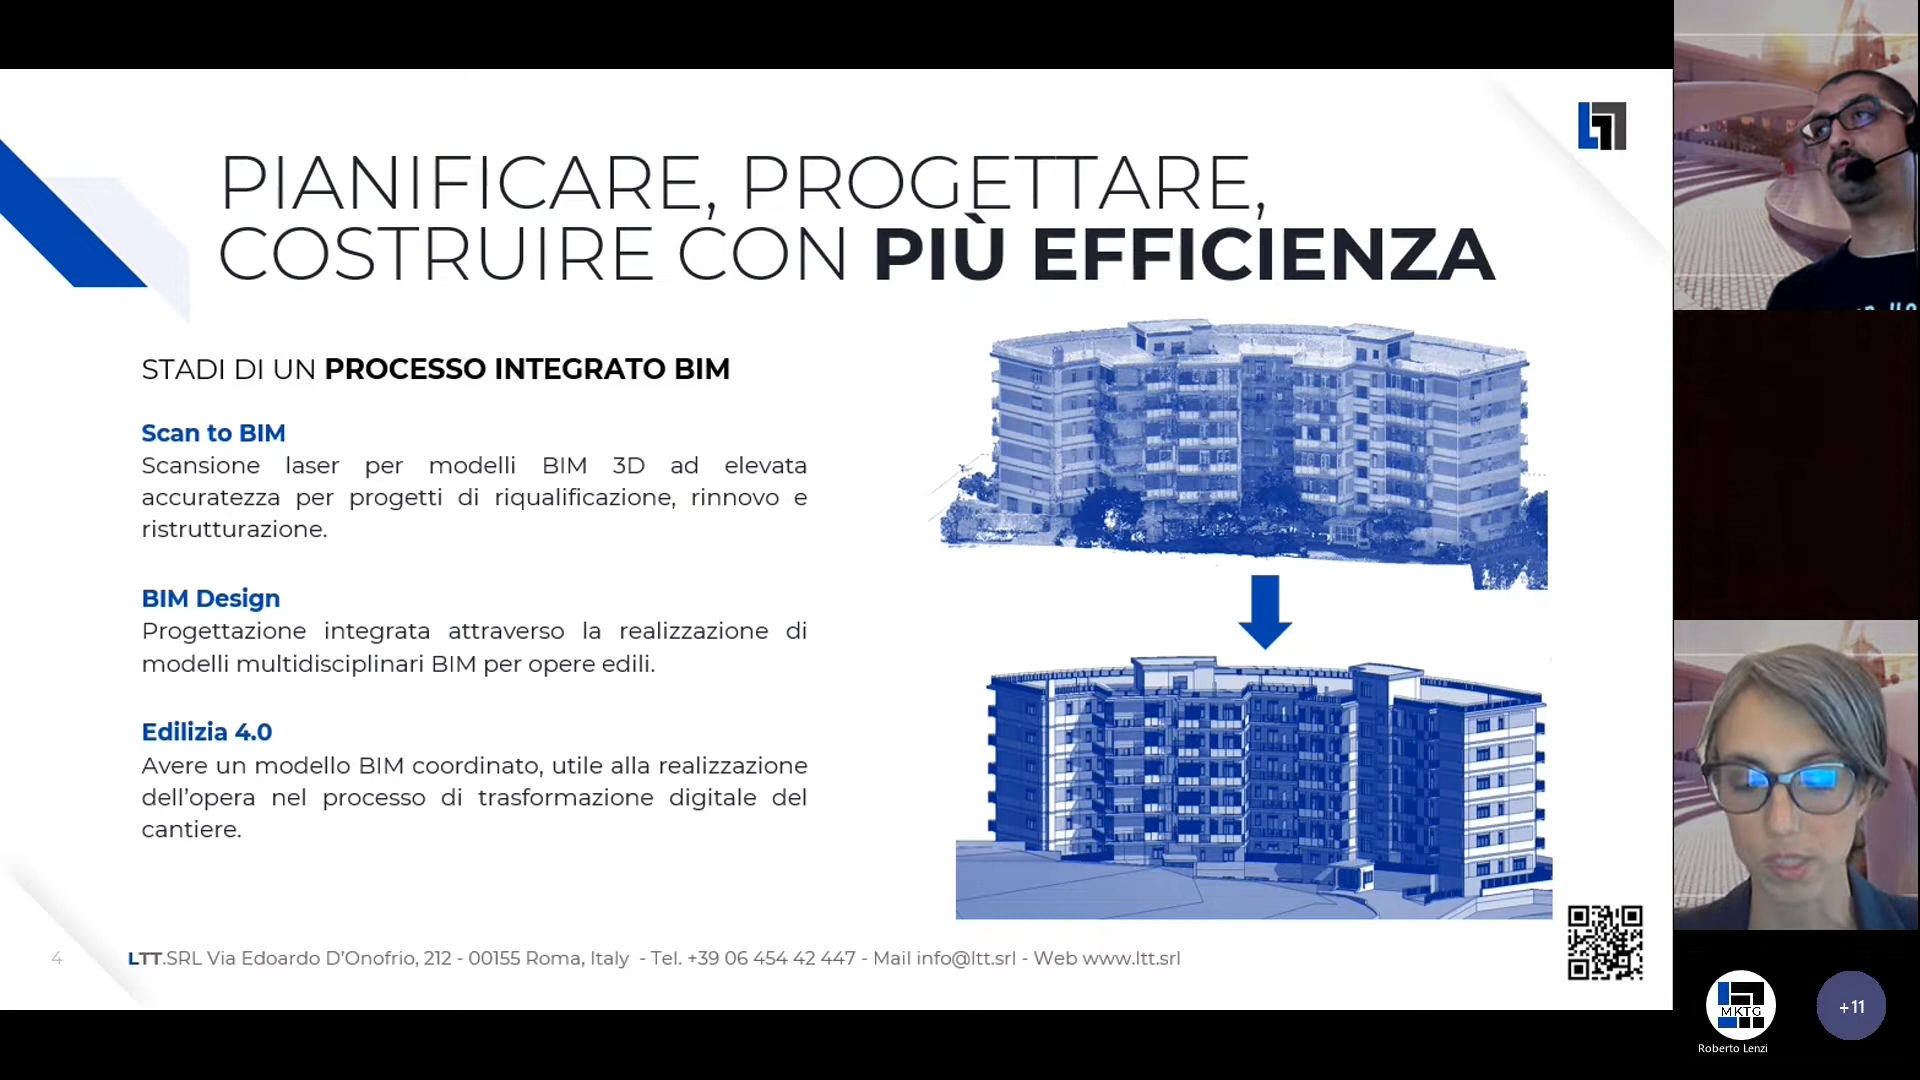 PIANIFICARE, PROGETTARE,
COSTRUIRE CON PIÙ EFFICIENZA
STADI DI UN PROCESSO INTEGRATO BIM
Scan to BIM
Scansione laser per modelli BIM 3D ad elevata
accuratezza per progetti di riqualificazione, rinnovo e
ristrutturazione.
BIM Design
Progettazione integrata attraverso la realizzazione di
modelli multidisciplinari BIM per opere edili.
Edilizia 4.0
Avere un modello BIM coordinato, utile alla realizzazione
dell’opera nel processo di trasformazione digitale del
cantiere.
4
LTT.SRL Via Edoardo D’Onofrio, 212 - 00155 Roma, Italy - Tel. +39 06 454 42 447 - Mail info@ltt.srl - Web www.ltt.srl
MKTG
+11
Roberto Lenzi